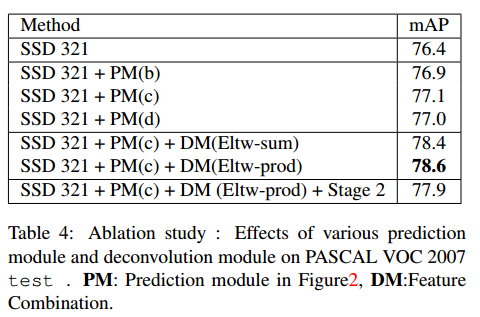 Method mAP
SSD 321 76.4
SSD 321 + PM(b) 76.9
SSD 321 + PM(c) 77.1
SSD 321 + PM(d) 77.0
SSD 321 + PM(c) + DM(Eltw-sum) 78.4
SSD 321 + PM(c) + DM(Eltw-prod) 78.6
SSD 321 + PM(c) + DM (Eltw-prod) + Stage 2 77.9
Table 4: Ablation study : Effects of various prediction
module and deconvolution module on PASCAL VOC 2007
test . PM: Prediction module in Figure2, DM:Feature
Combination.